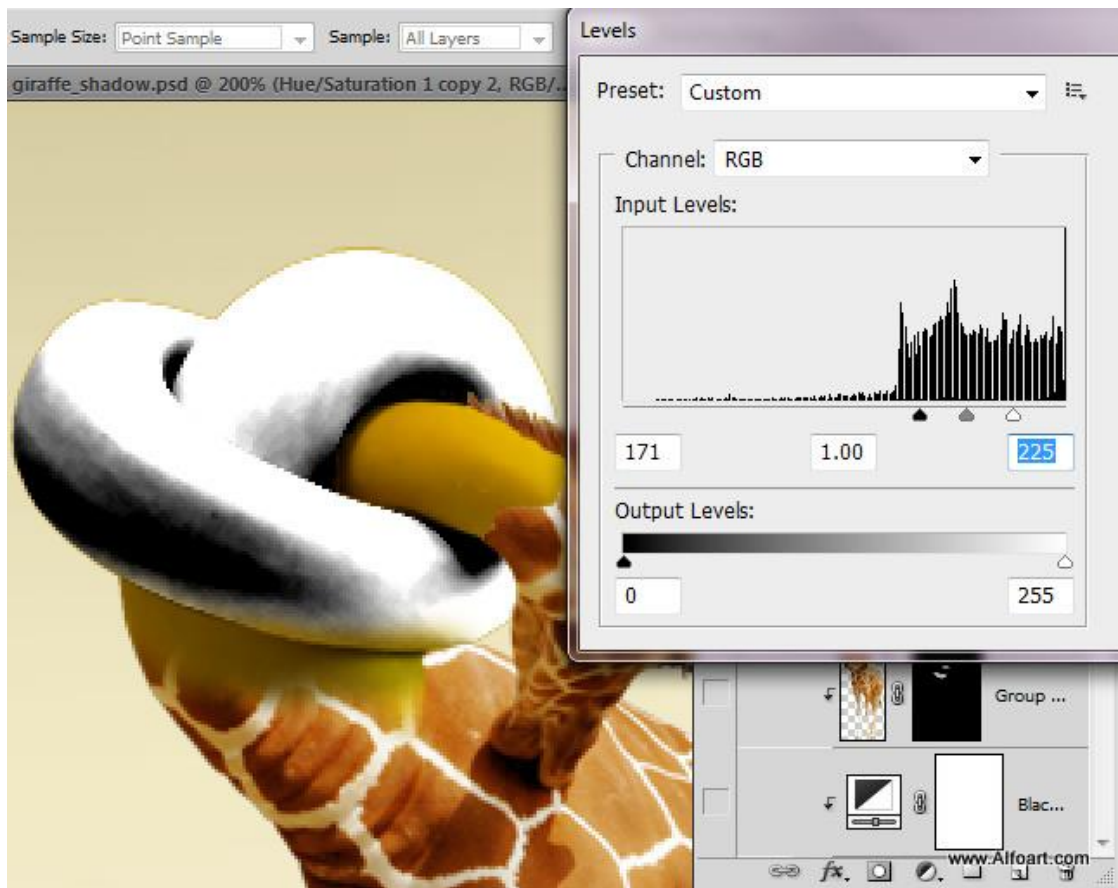 Sample Size: Point Sample Sample: All Layers
giraffe_shadow.psd @ 200% (Hue/Saturation 1 copy 2, RGB/...
Levels
Preset: Custom
Channel: RGB
Input Levels:
171 1.00 225
Output Levels:
0 255
Group ...
Blac...
fx.
www.Alfoart.com